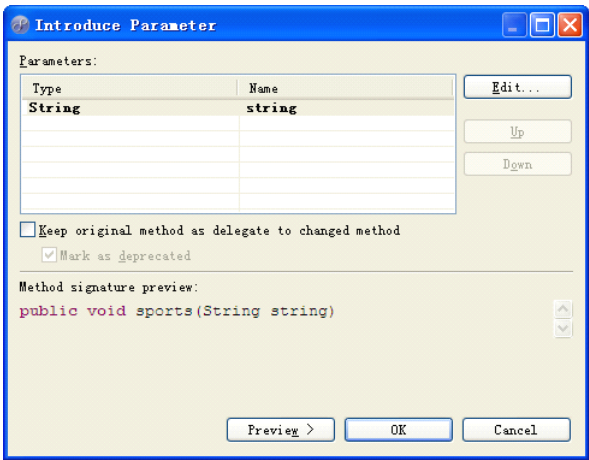 Introduce Parameter
Parameters:
Type Name
String string
Edit...
Up
Down
Keep original method as delegate to changed method
Mark as deprecated
Method signature preview:
public void sports(String string)
Preview > OK Cancel